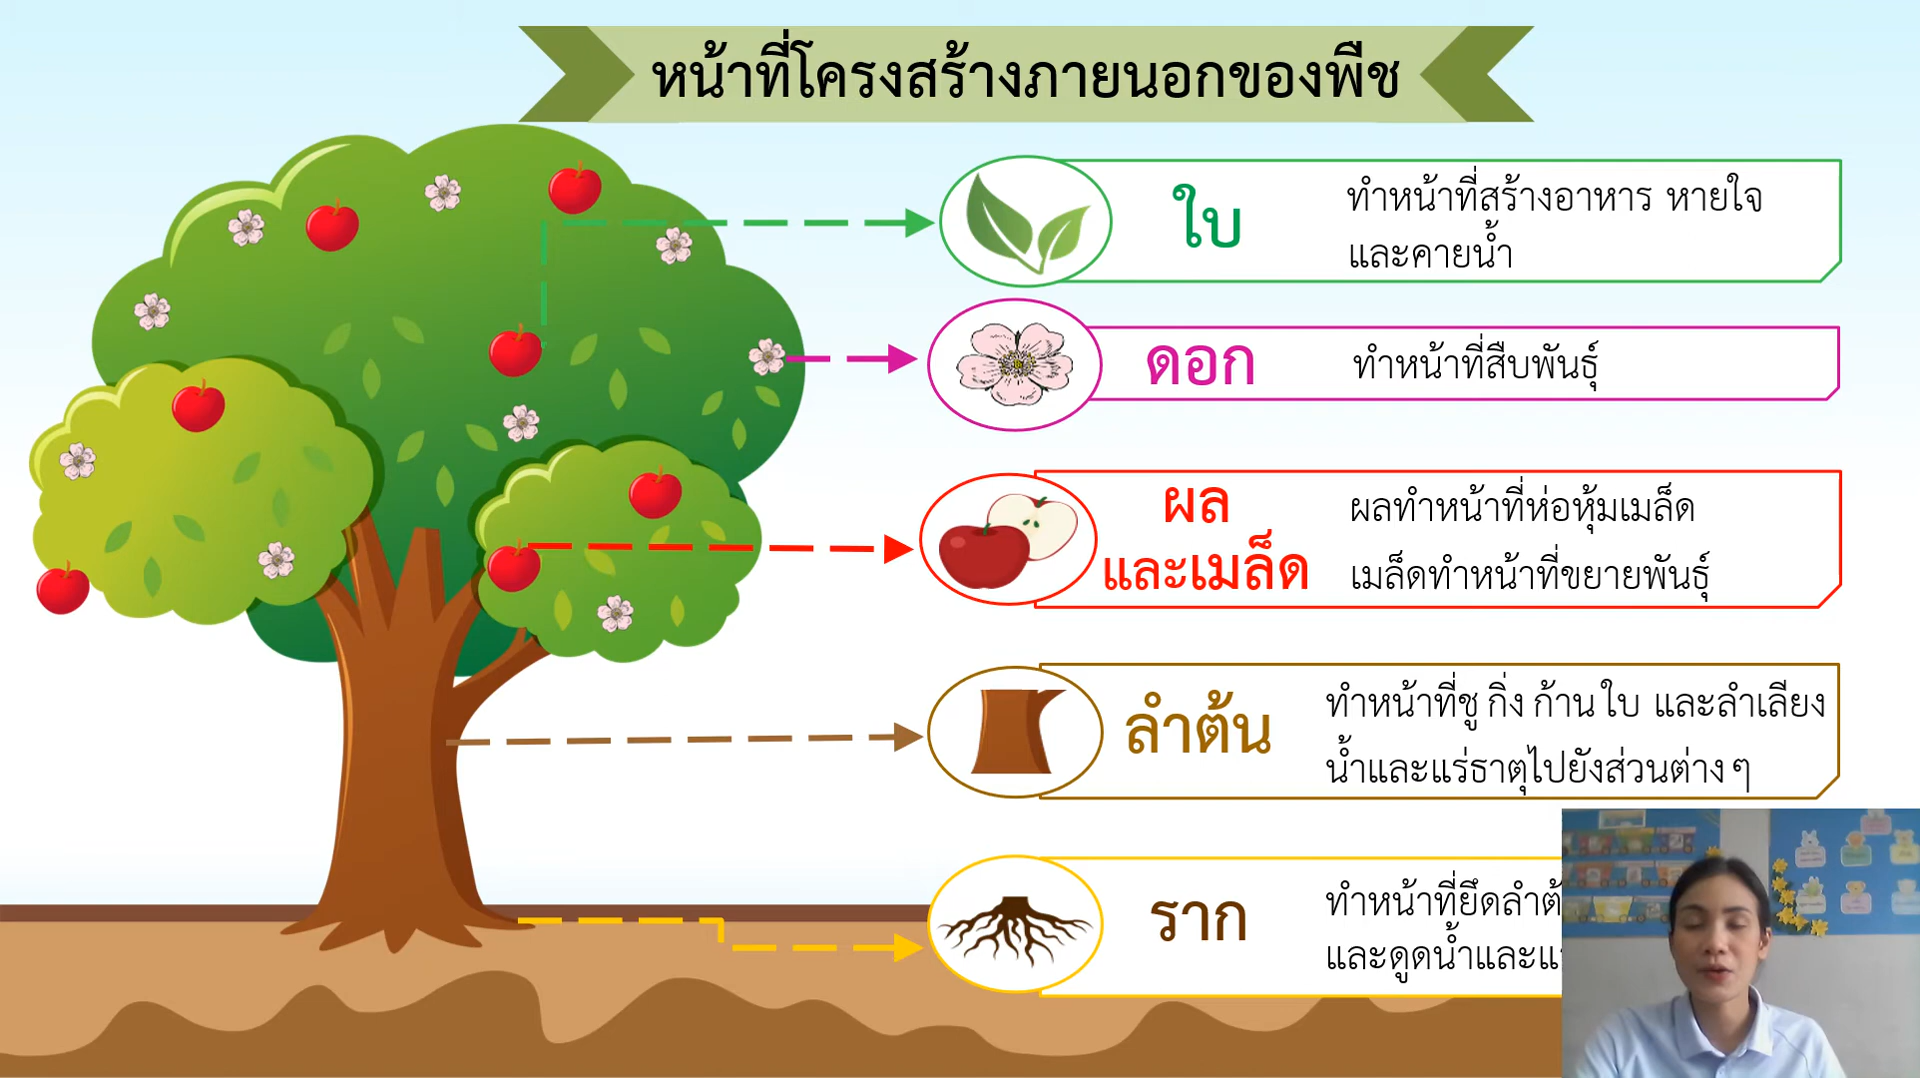 หน้าที่โครงสร้างภายนอกของพืช
ใบ
ทำหน้าที่สร้างอาหาร หายใจ
และคายน้ำ
ดอก
ทำหน้าที่สืบพันธุ์
ผล
และเมล็ด
ผลทำหน้าที่ห่อหุ้มเมล็ด
เมล็ดทำหน้าที่ขยายพันธุ์
ลำต้น
ทำหน้าที่ชู กิ่ง ก้าน ใบ และลำเลียง
น้ำและแร่ธาตุไปยังส่วนต่าง ๆ
ราก
ทำหน้าที่ยึดลำต้
และดูดน้ำและแ